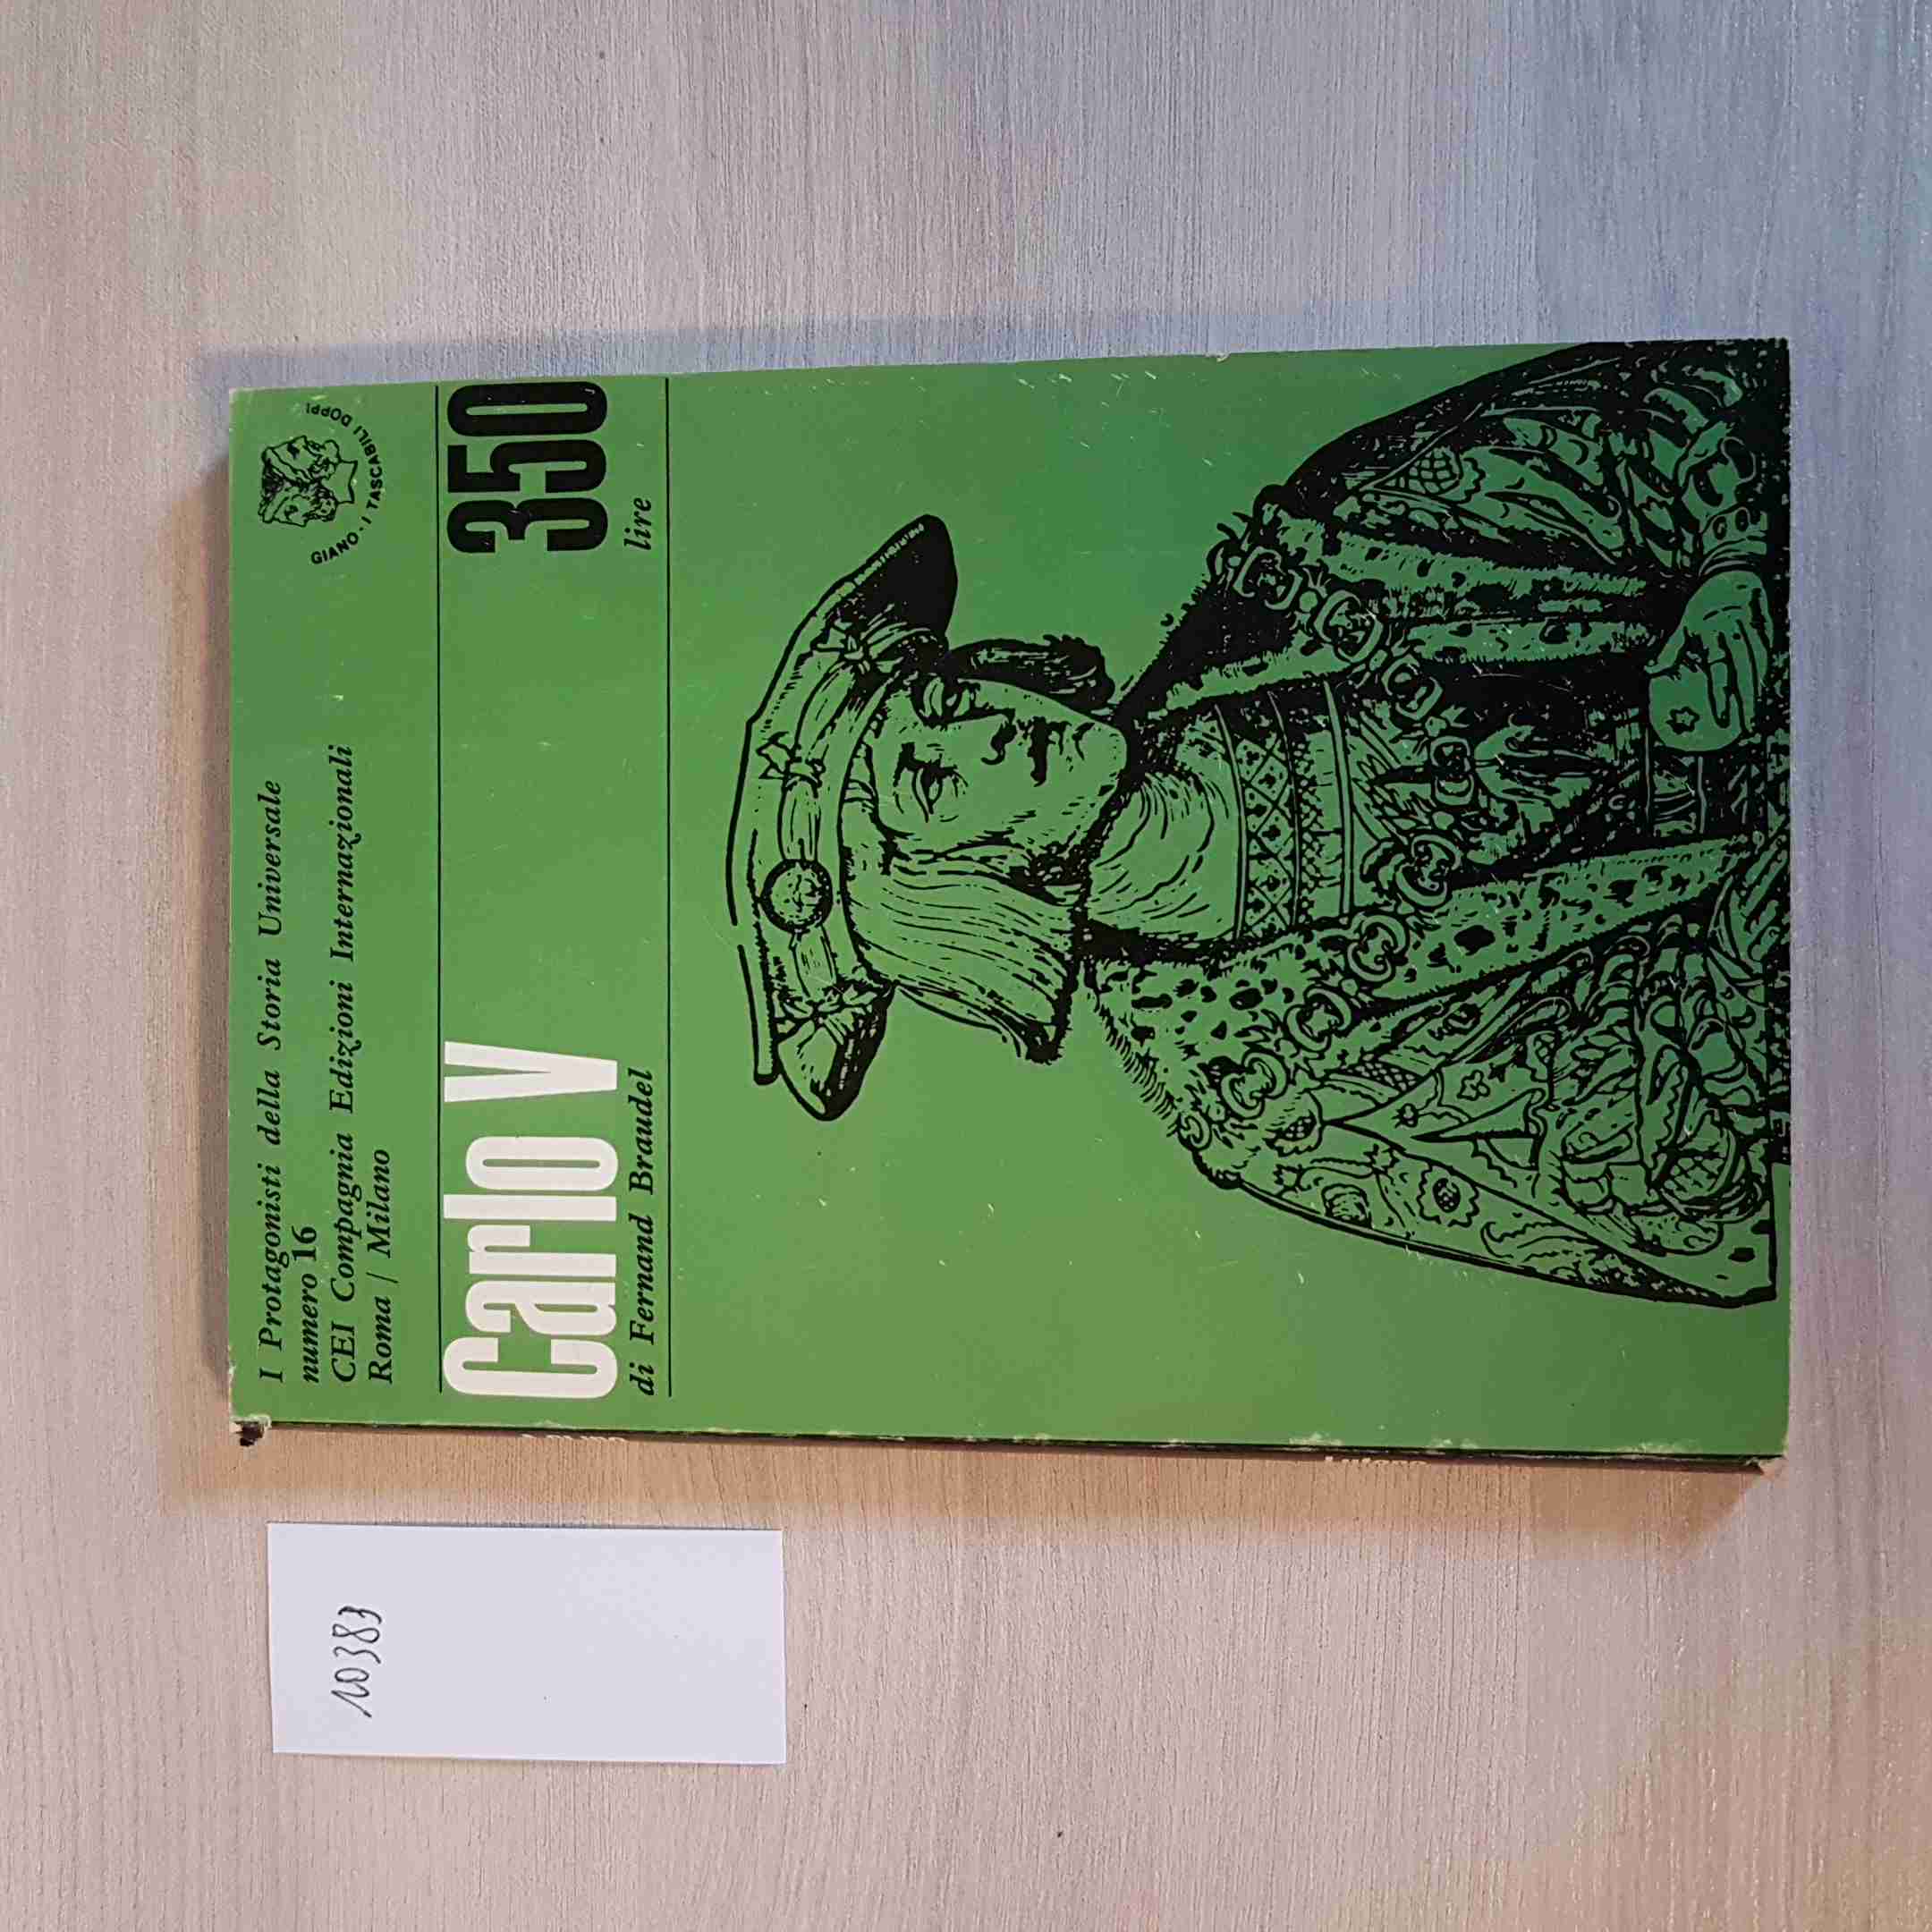 I Protagonisti della Storia Universale
numero 16
CEI Compagnia Edizioni Internazionali
Roma / Milano
GIANO · I TASCABILI DOPPI
Carlo V
350
di Fernand Braudel
lire
10383